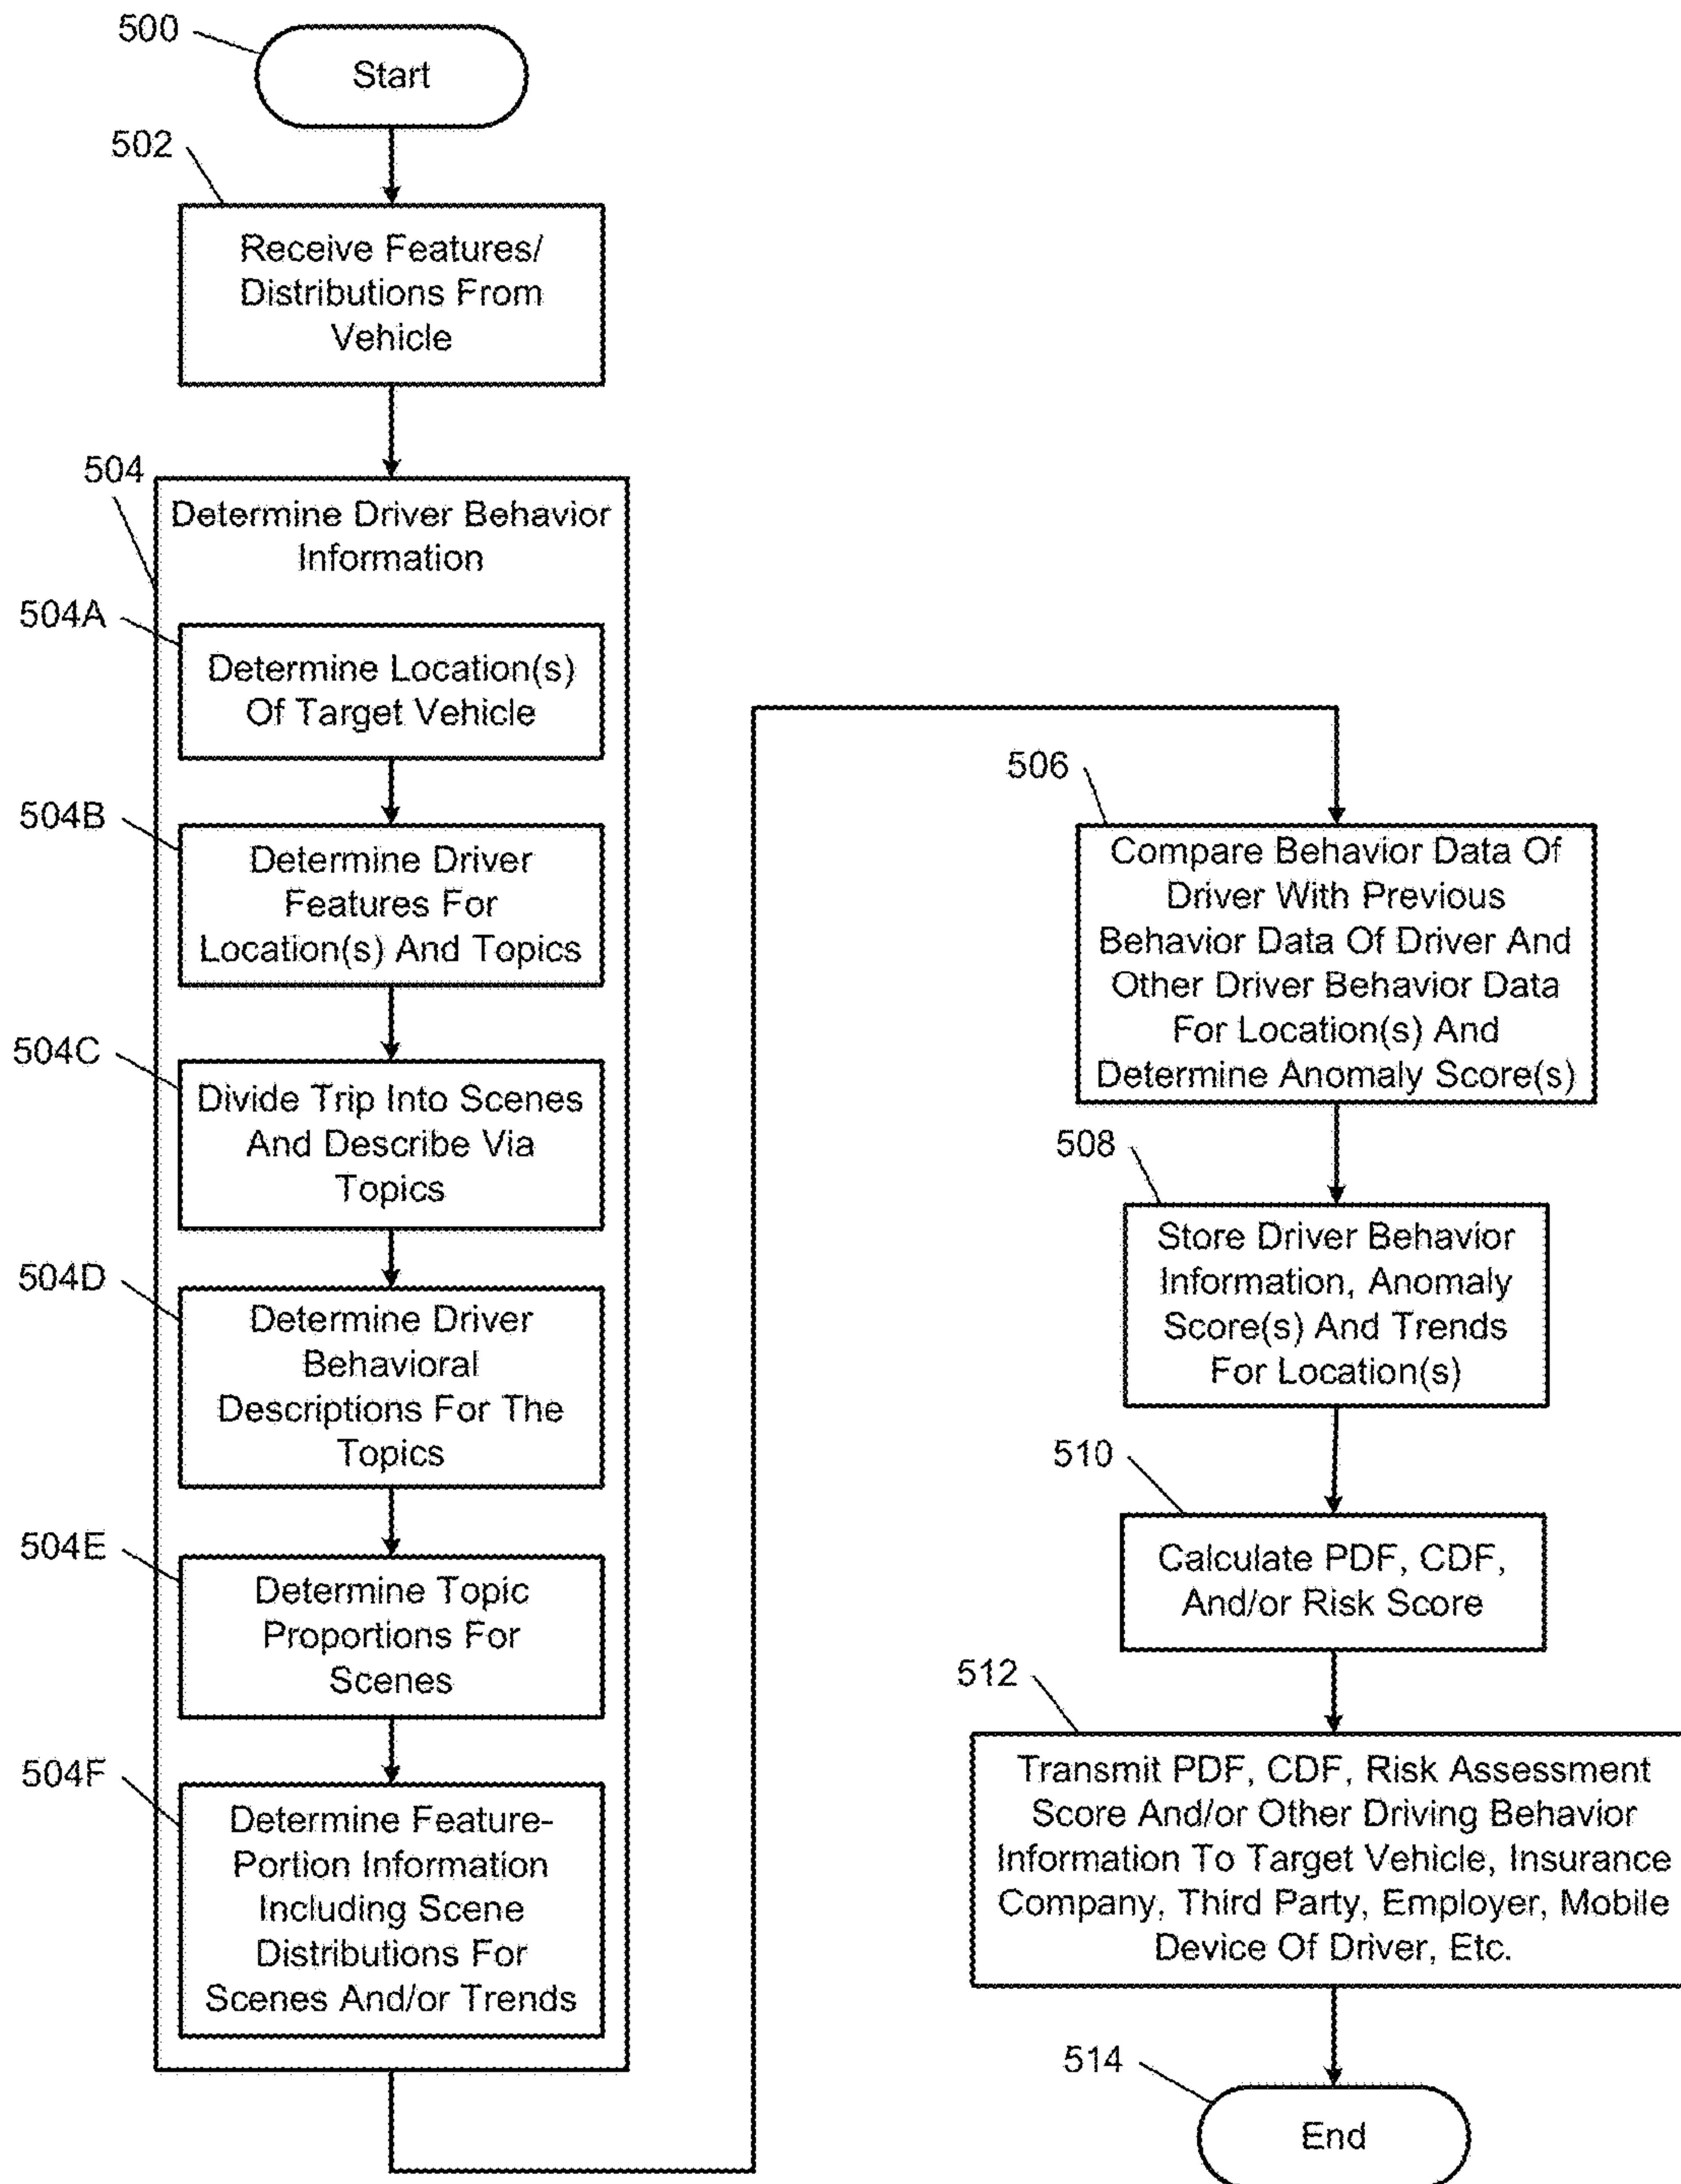 500
Start
502
Receive Features/
Distributions From
Vehicle
504
Determine Driver Behavior
Information
504A
Determine Location(s)
Of Target Vehicle
504B
Determine Driver
Features For
Location(s) And Topics
504C
Divide Trip Into Scenes
And Describe Via
Topics
504D
Determine Driver
Behavioral
Descriptions For The
Topics
504E
Determine Topic
Proportions For
Scenes
504F
Determine Feature-
Portion Information
Including Scene
Distributions For
Scenes And/or Trends
506
Compare Behavior Data Of
Driver With Previous
Behavior Data Of Driver And
Other Driver Behavior Data
For Location(s) And
Determine Anomaly Score(s)
508
Store Driver Behavior
Information, Anomaly
Score(s) And Trends
For Location(s)
510
Calculate PDF, CDF,
And/or Risk Score
512
Transmit PDF, CDF, Risk Assessment
Score And/or Other Driving Behavior
Information To Target Vehicle, Insurance
Company, Third Party, Employer, Mobile
Device Of Driver, Etc.
514
End